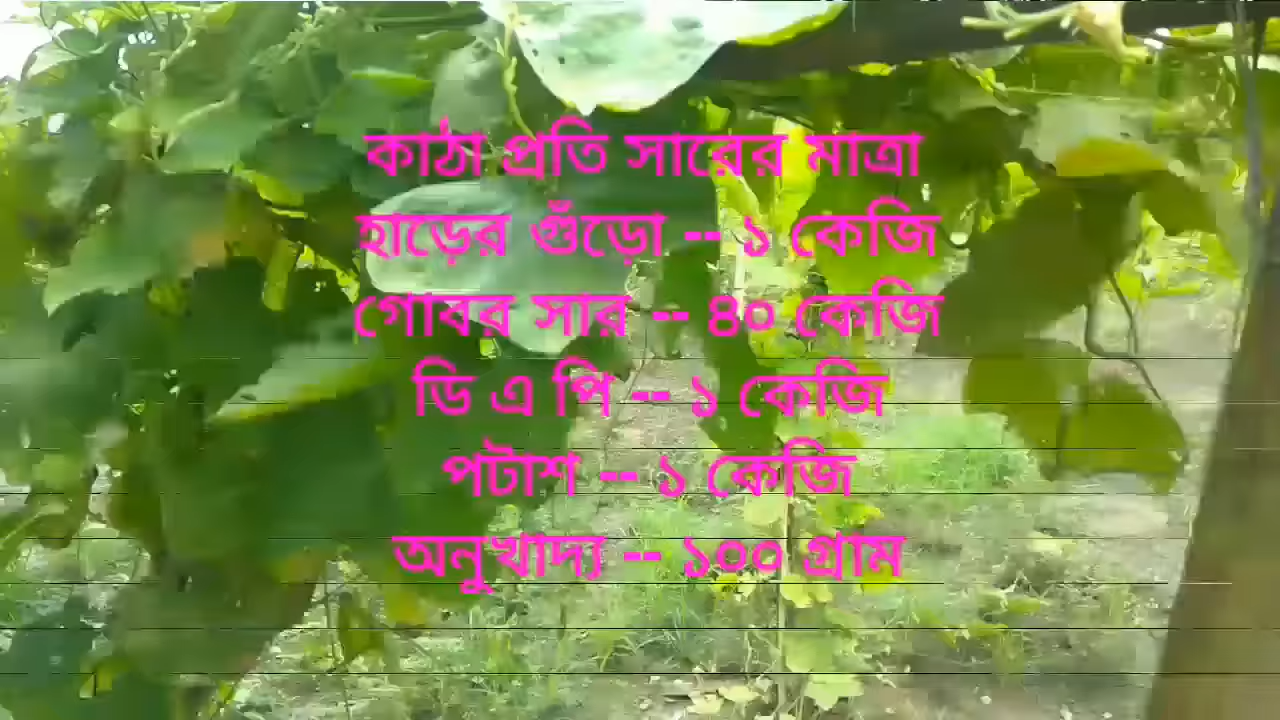 কাঠা প্রতি সারের মাত্রা
হাড়ের গুঁড়ো -- ১ কেজি
গোবর সার -- ৪০ কেজি
ডি এ পি -- ১ কেজি
পটাশ -- ১ কেজি
অনুখাদ্য -- ১০০ গ্রাম